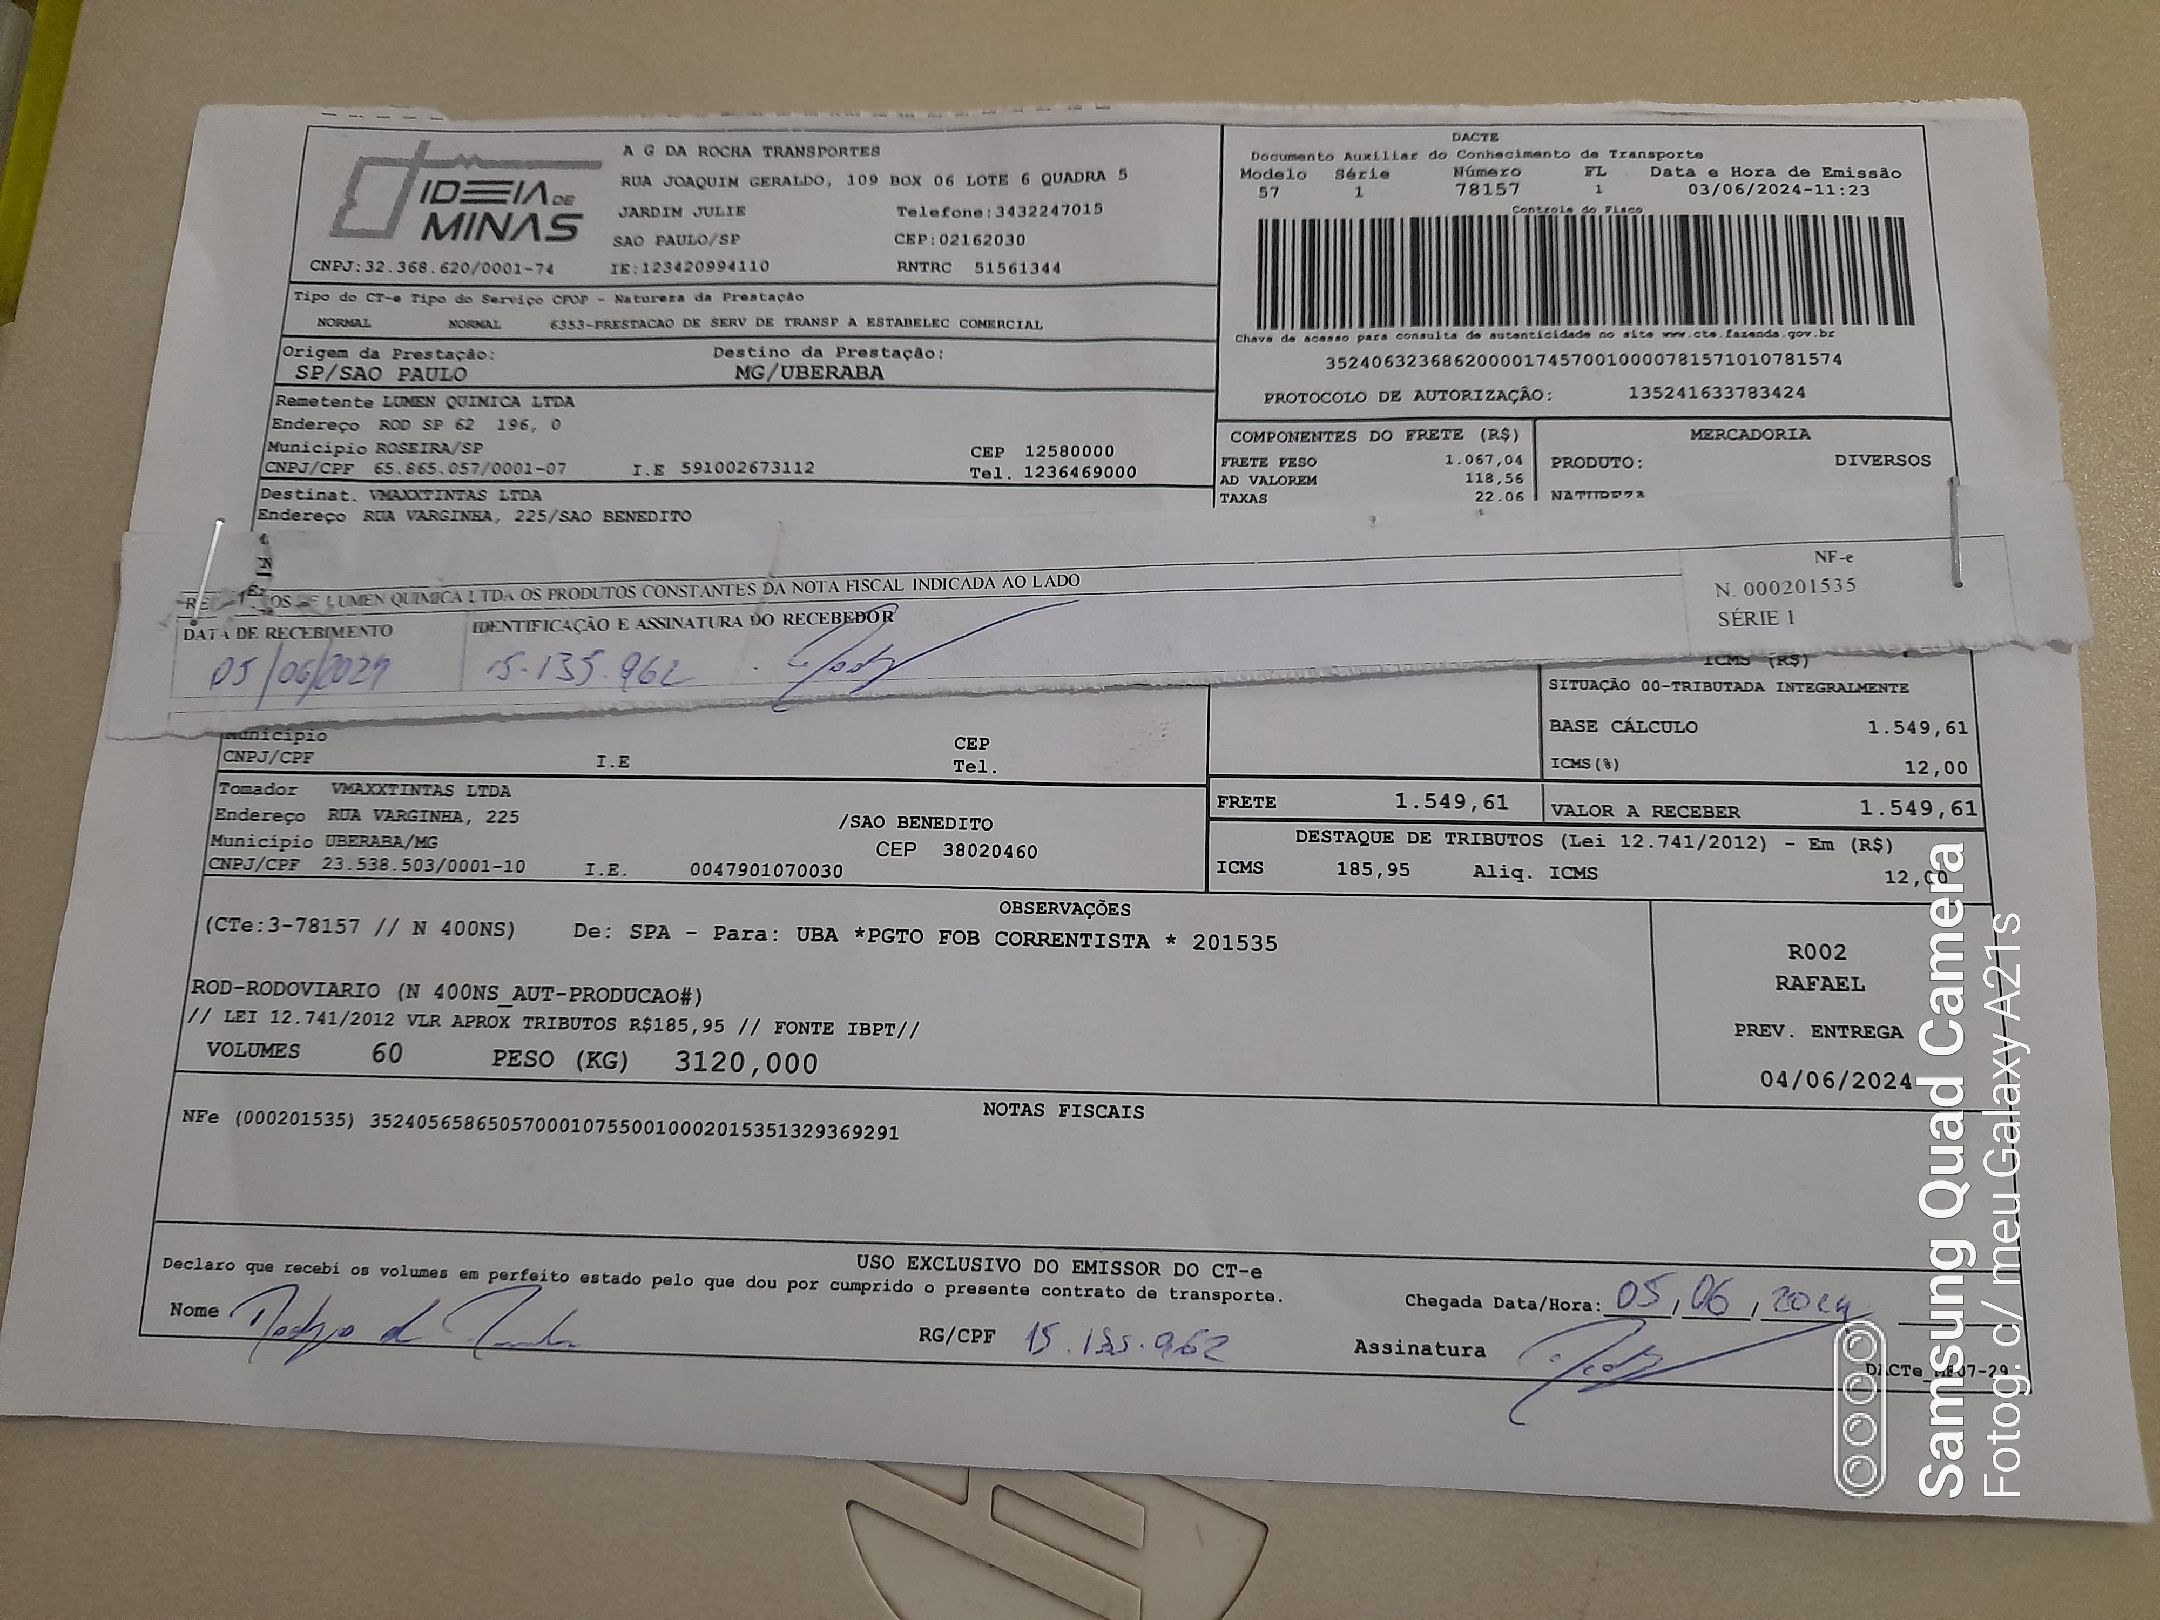 IDEIA DE MINAS
A G DA ROCHA TRANSPORTES
RUA JOAQUIM GERALDO, 109 BOX 06 LOTE 6 QUADRA 5
JARDIN JULIE Telefone:3432247015
SAO PAULO/SP CEP:02162030
CNPJ:32.368.620/0001-74 IE:123420994110 RNTRC 51561344
DACTE
Documento Auxiliar do Conhecimento de Transporte
Modelo Série Número FL Data e Hora de Emissão
57 1 78157 1 03/06/2024-11:23
Controle do Fisco
Chave de acesso para consulta de autenticidade no site www.cte.fazenda.gov.br
35240632368620000174570010000781571010781574
PROTOCOLO DE AUTORIZAÇÃO: 135241633783424
Tipo do CT-e Tipo do Serviço CFOP - Natureza da Prestação
NORMAL NORMAL 6353-PRESTACAO DE SERV DE TRANSP A ESTABELEC COMERCIAL
Origem da Prestação: Destino da Prestação:
SP/SAO PAULO MG/UBERABA
Remetente LUMEN QUIMICA LTDA
Endereço ROD SP 62 196, 0
Município ROSEIRA/SP CEP 12580000
CNPJ/CPF 65.865.057/0001-07 I.E 591002673112 Tel. 1236469000
Destinat. VMAXXTINTAS LTDA
Endereço RUA VARGINHA, 225/SAO BENEDITO
COMPONENTES DO FRETE (R$)
FRETE PESO 1.067,04
AD VALOREM 118,56
TAXAS 22.06
MERCADORIA
PRODUTO: DIVERSOS
NATUREZA
LUMEN QUIMICA LTDA OS PRODUTOS CONSTANTES DA NOTA FISCAL INDICADA AO LADO
DATA DE RECEBIMENTO IDENTIFICAÇÃO E ASSINATURA DO RECEBEDOR
05/06/2024 15.135.962
NF-e
N. 000201535
SÉRIE 1
ICMS (R$)
SITUAÇÃO 00-TRIBUTADA INTEGRALMENTE
BASE CÁLCULO 1.549,61
ICMS(%) 12,00
Município CEP
CNPJ/CPF I.E Tel.
Tomador VMAXXTINTAS LTDA
Endereço RUA VARGINHA, 225 /SAO BENEDITO
Município UBERABA/MG CEP 38020460
CNPJ/CPF 23.538.503/0001-10 I.E. 0047901070030
FRETE 1.549,61 VALOR A RECEBER 1.549,61
DESTAQUE DE TRIBUTOS (Lei 12.741/2012) - Em (R$)
ICMS 185,95 Aliq. ICMS 12,00
OBSERVAÇÕES
(CTe:3-78157 // N 400NS) De: SPA - Para: UBA *PGTO FOB CORRENTISTA * 201535
ROD-RODOVIARIO (N 400NS_AUT-PRODUCAO#)
// LEI 12.741/2012 VLR APROX TRIBUTOS R$185,95 // FONTE IBPT//
VOLUMES 60 PESO (KG) 3120,000
R002
RAFAEL
PREV. ENTREGA
04/06/2024
NOTAS FISCAIS
NFe (000201535) 35240565865057000107550010002015351329369291
USO EXCLUSIVO DO EMISSOR DO CT-e
Declaro que recebi os volumes em perfeito estado pelo que dou por cumprido o presente contrato de transporte.
Chegada Data/Hora: 05,06,2024
Nome RG/CPF 15.135.962 Assinatura
Samsung Quad Camera
Fotog. c/ meu Galaxy A21s